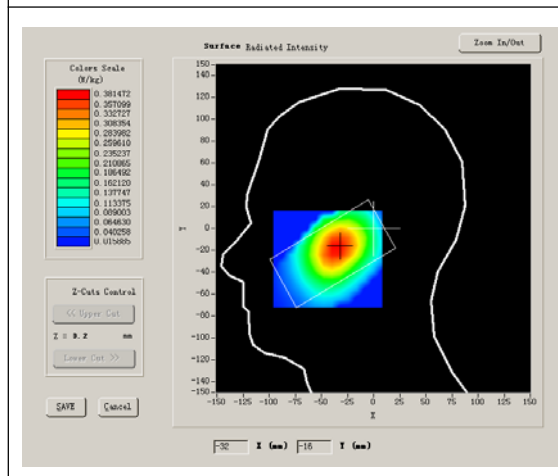 Surface Radiated Intensity
Zoom In/Out
Colors Scale
(W/kg)
0.381472
0.357099
0.332727
0.308354
0.283982
0.259610
0.235237
0.210865
0.186492
0.162120
0.137747
0.113375
0.089003
0.064630
0.040258
0.015885
150
140
120
100
80
60
40
20
0
-20
-40
-60
-80
-100
-120
-140
-150
Y
-150 -125 -100 -75 -50 -25 0 25 50 75 100 125 150
X
Z-Cuts Control
<< Upper Cut
Z = 0.2 mm
Lower Cut >>
SAVE Cancel
-32 X (mm) -16 Y (mm)